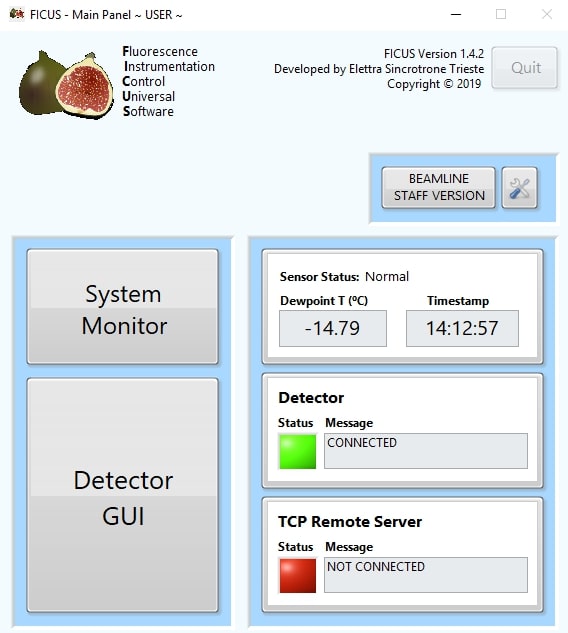 FICUS - Main Panel ~ USER ~
Fluorescence
Instrumentation
Control
Universal
Software
FICUS Version 1.4.2
Developed by Elettra Sincrotrone Trieste
Copyright © 2019
Quit
BEAMLINE
STAFF VERSION
System
Monitor
Detector
GUI
Sensor Status: Normal
Dewpoint T (ºC) Timestamp
-14.79 14:12:57
Detector
Status Message
CONNECTED
TCP Remote Server
Status Message
NOT CONNECTED